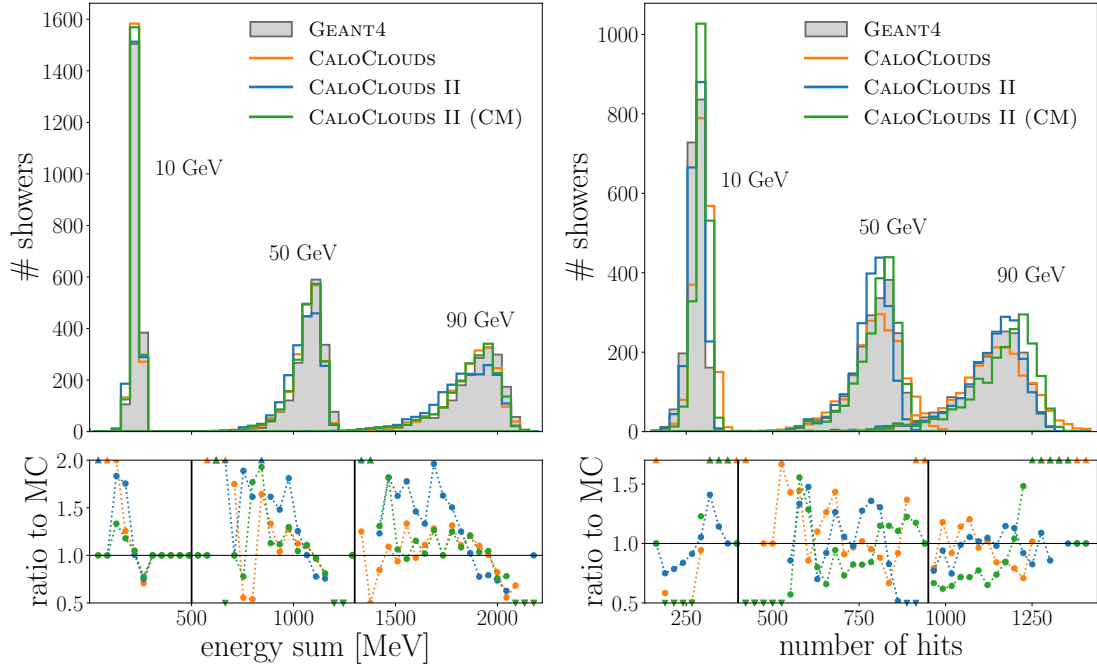 1600
1400
1200
1000
800
600
400
200
0
# showers
GEANT4
CALOCLOUDS
CALOCLOUDS II
CALOCLOUDS II (CM)
10 GeV
50 GeV
90 GeV
2.0
1.5
1.0
0.5
ratio to MC
500
1000
1500
2000
energy sum [MeV]
1000
800
600
400
200
0
# showers
GEANT4
CALOCLOUDS
CALOCLOUDS II
CALOCLOUDS II (CM)
10 GeV
50 GeV
90 GeV
1.5
1.0
0.5
ratio to MC
250
500
750
1000
1250
number of hits